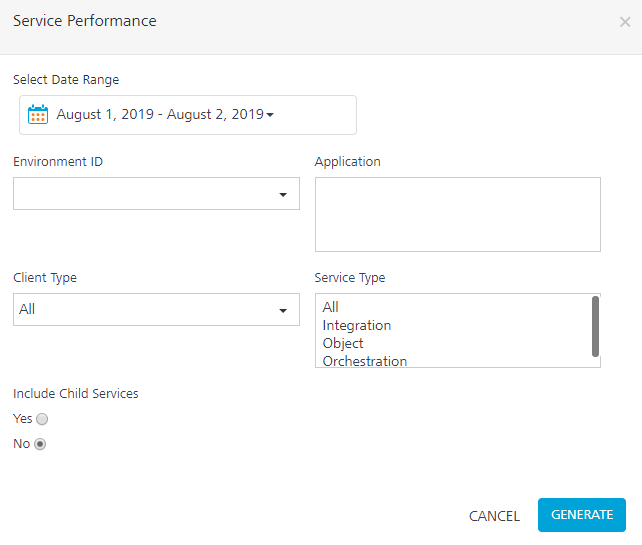 Service Performance
×
Select Date Range
August 1, 2019 - August 2, 2019
Environment ID
Application
Client Type
All
Service Type
All
Integration
Object
Orchestration
Include Child Services
Yes
No
CANCEL
GENERATE